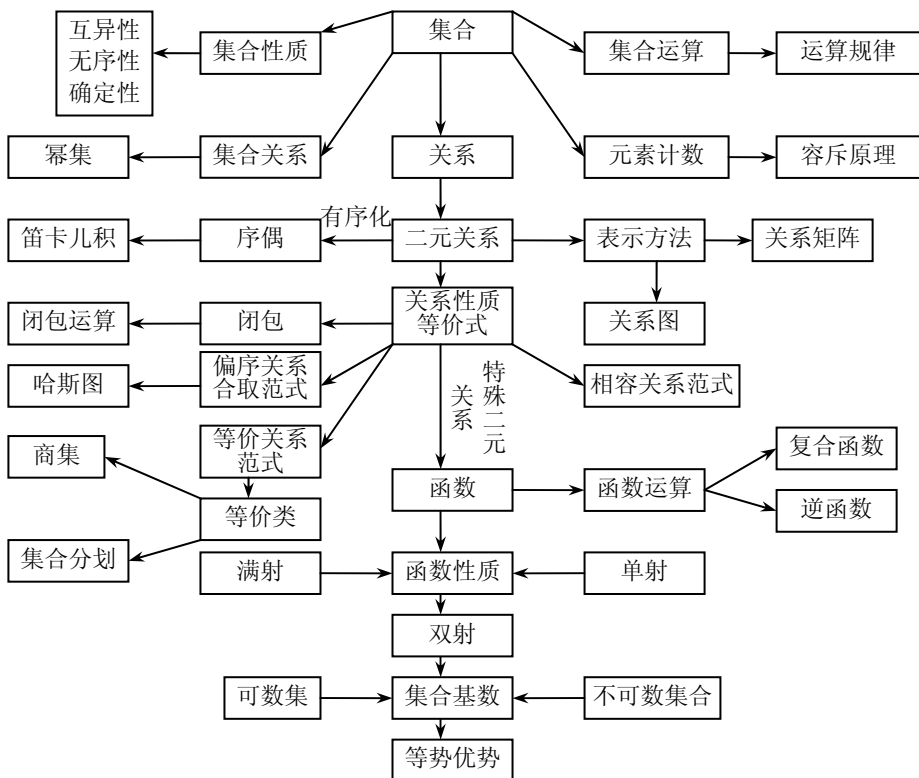 互异性
无序性
确定性
集合性质
集合
集合运算
运算规律
幂集
集合关系
关系
元素计数
容斥原理
有序化
笛卡儿积
序偶
二元关系
表示方法
关系矩阵
关系性质
等价式
闭包运算
闭包
关系图
哈斯图
偏序关系
合取范式
相容关系范式
特殊二元
关系
等价关系
范式
商集
复合函数
函数
函数运算
逆函数
等价类
集合分划
满射
函数性质
单射
双射
可数集
集合基数
不可数集合
等势优势